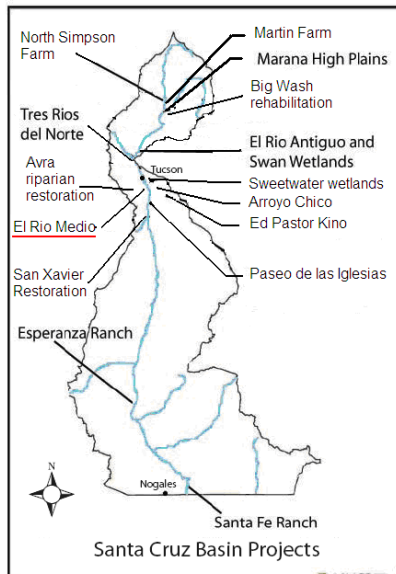 North Simpson
Farm
Martin Farm
Marana High Plains
Big Wash
rehabilitation
Tres Rios
del Norte
El Rio Antiguo and
Swan Wetlands
Avra
riparian
restoration
Tucson
Sweetwater wetlands
Arroyo Chico
Ed Pastor Kino
El Rio Medio
San Xavier
Restoration
Paseo de las Iglesias
Esperanza Ranch
N
Nogales
Santa Fe Ranch
Santa Cruz Basin Projects